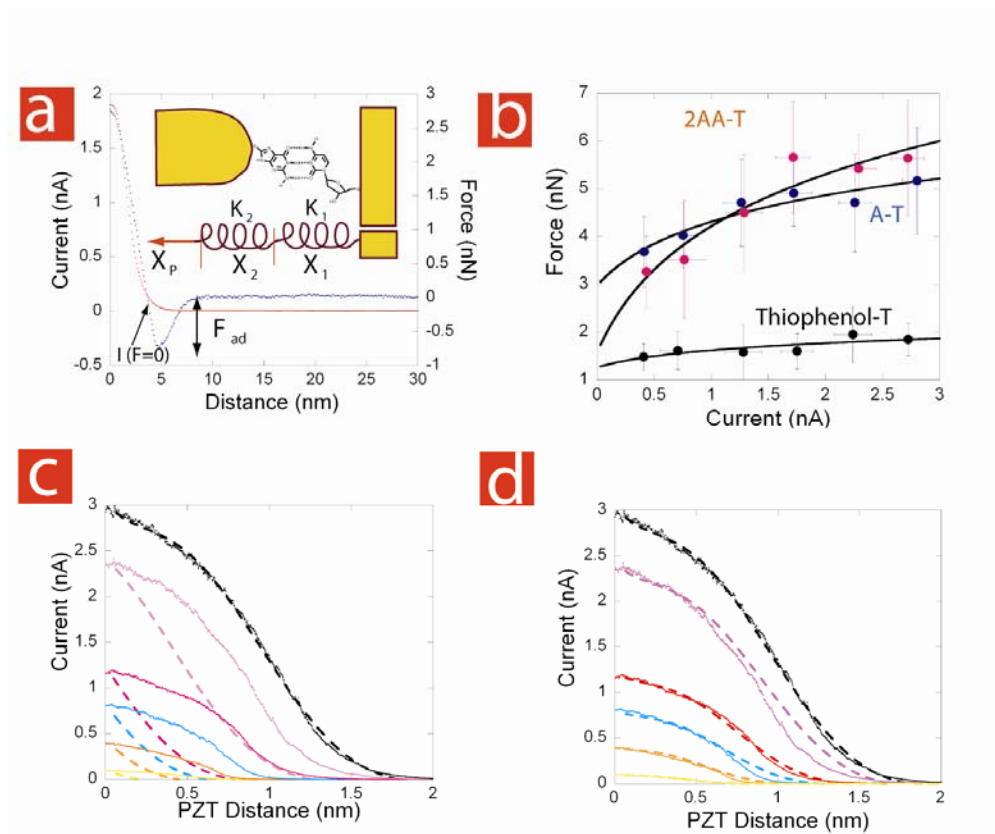 a
2
1.5
1
0.5
0
-0.5
Current (nA)
3
2.5
2
1.5
1
0.5
0
-0.5
-1
Force (nN)
K2
K1
XP
X2
X1
I (F=0)
Fad
0
5
10
15
20
25
30
Distance (nm)
b
7
6
5
4
3
2
1
Force (nN)
2AA-T
A-T
Thiophenol-T
0
0.5
1
1.5
2
2.5
3
Current (nA)
c
3
2.5
2
1.5
1
0.5
0
Current (nA)
0
0.5
1
1.5
2
PZT Distance (nm)
d
3
2.5
2
1.5
1
0.5
0
Current (nA)
0
0.5
1
1.5
2
PZT Distance (nm)